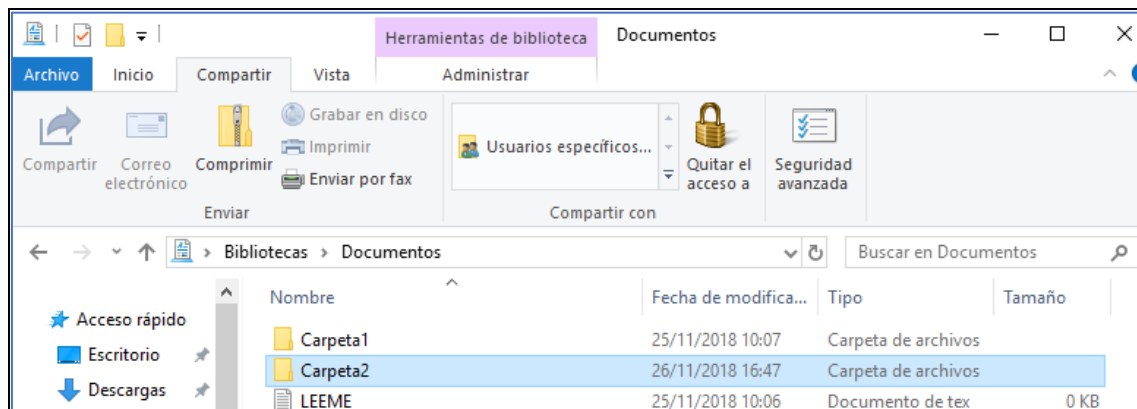 Herramientas de biblioteca Documentos
Archivo Inicio Compartir Vista Administrar
Compartir
Correo electrónico
Comprimir
Grabar en disco
Imprimir
Enviar por fax
Enviar
Usuarios específicos...
Compartir con
Quitar el acceso a
Seguridad avanzada
Bibliotecas > Documentos
Buscar en Documentos
Nombre Fecha de modifica... Tipo Tamaño
Acceso rápido
Escritorio
Descargas
Carpeta1 25/11/2018 10:07 Carpeta de archivos
Carpeta2 26/11/2018 16:47 Carpeta de archivos
LEEME 25/11/2018 10:06 Documento de tex 0 KB